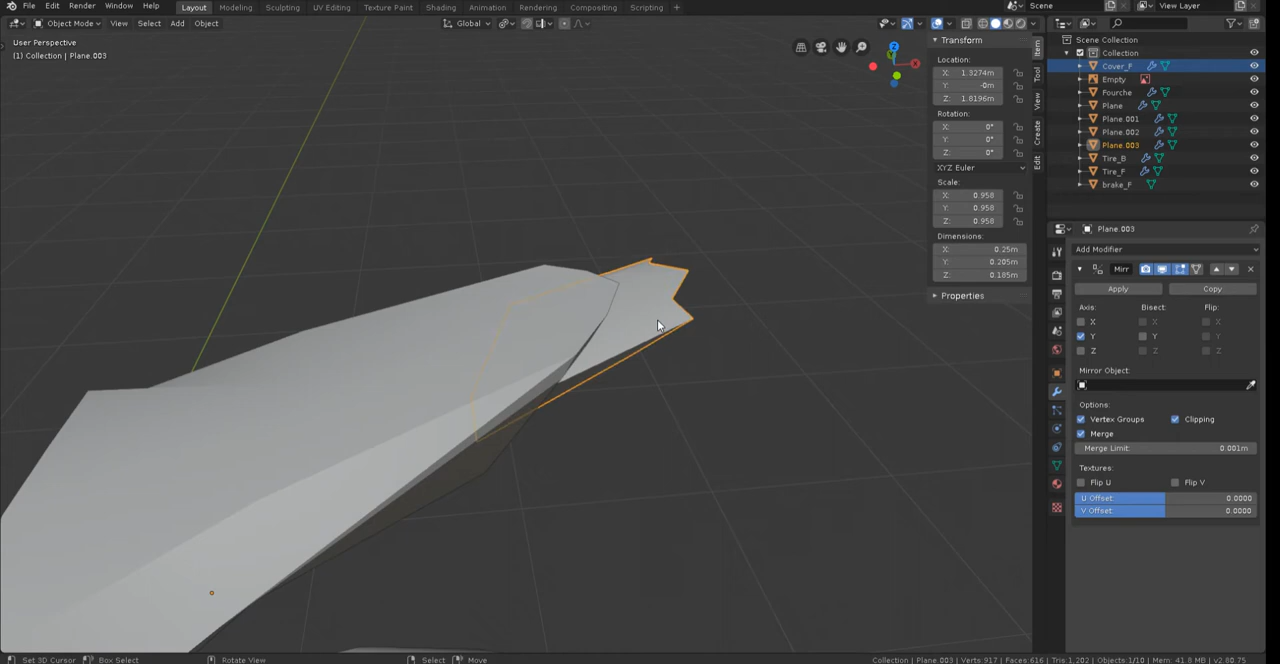 File Edit Render Window Help Layout Modeling Sculpting UV Editing Texture Paint Shading Animation Rendering Compositing Scripting + Scene View Layer
Object Mode View Select Add Object Global
User Perspective
(1) Collection | Plane.003
Transform
Location:
X: 1.3274m
Y: -0m
Z: 1.8196m
Rotation:
X: 0°
Y: 0°
Z: 0°
XYZ Euler
Scale:
X: 0.958
Y: 0.958
Z: 0.958
Dimensions:
X: 0.25m
Y: 0.205m
Z: 0.185m
Properties
Item
Tool
View
Create
Edit
Scene Collection
Collection
Cover_F
Empty
Fourche
Plane
Plane.001
Plane.002
Plane.003
Tire_B
Tire_F
brake_F
Plane.003
Add Modifier
Mirr
Apply Copy
Axis: Bisect: Flip:
X X X
Y Y Y
Z Z Z
Mirror Object:
Options:
Vertex Groups Clipping
Merge
Merge Limit: 0.001m
Textures:
Flip U Flip V
U Offset: 0.0000
V Offset: 0.0000
Set 3D Cursor Box Select Rotate View Select Move Collection | Plane.003 | Verts:917 | Faces:616 | Tris:1,202 | Objects:1/10 | Mem: 41.8 MB | v2.80.75